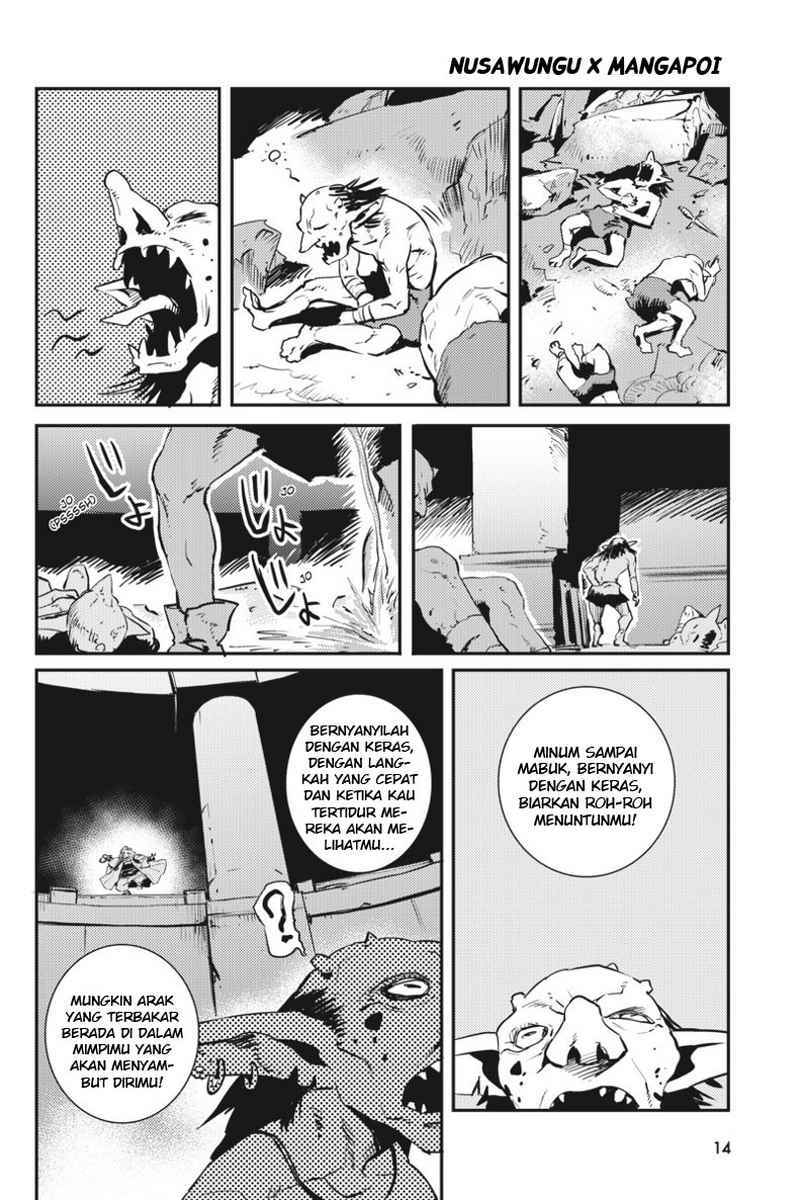 NUSAWUNGU X MANGAPOI
じょ
JO
じょ
JO
じょ
JO
(PSSSSH)
MINUM SAMPAI
MABUK, BERNYANYI
DENGAN KERAS,
BIARKAN ROH-ROH
MENUNTUNMU!
BERNYANYILAH
DENGAN KERAS,
DENGAN LANG-
KAH YANG CEPAT
DAN KETIKA KAU
TERTIDUR ME-
REKA AKAN ME-
LIHATMU...
?
MUNGKIN ARAK
YANG TERBAKAR
BERADA DI DALAM
MIMPIMU YANG
AKAN MENYAM-
BUT DIRIMU!
14